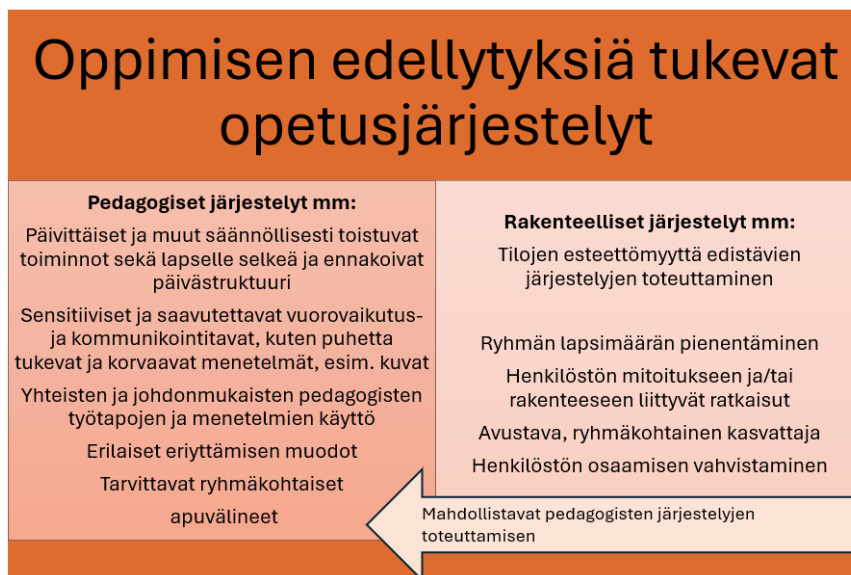 Oppimisen edellytyksiä tukevat
opetusjärjestelyt
Pedagogiset järjestelyt mm:
Päivittäiset ja muut säännöllisesti toistuvat
toiminnot sekä lapselle selkeä ja ennakoivat
päivästruktuuri
Sensitiiviset ja saavutettavat vuorovaikutus-
ja kommunikointitavat, kuten puhetta
tukevat ja korvaavat menetelmät, esim. kuvat
Yhteisten ja johdonmukaisten pedagogisten
työtapojen ja menetelmien käyttö
Erilaiset eriyttämisen muodot
Tarvittavat ryhmäkohtaiset
apuvälineet
Rakenteelliset järjestelyt mm:
Tilojen esteettömyyttä edistävien
järjestelyjen toteuttaminen
Ryhmän lapsimäärän pienentäminen
Henkilöstön mitoitukseen ja/tai
rakenteeseen liittyvät ratkaisut
Avustava, ryhmäkohtainen kasvattaja
Henkilöstön osaamisen vahvistaminen
Mahdollistavat pedagogisten järjestelyjen
toteuttamisen